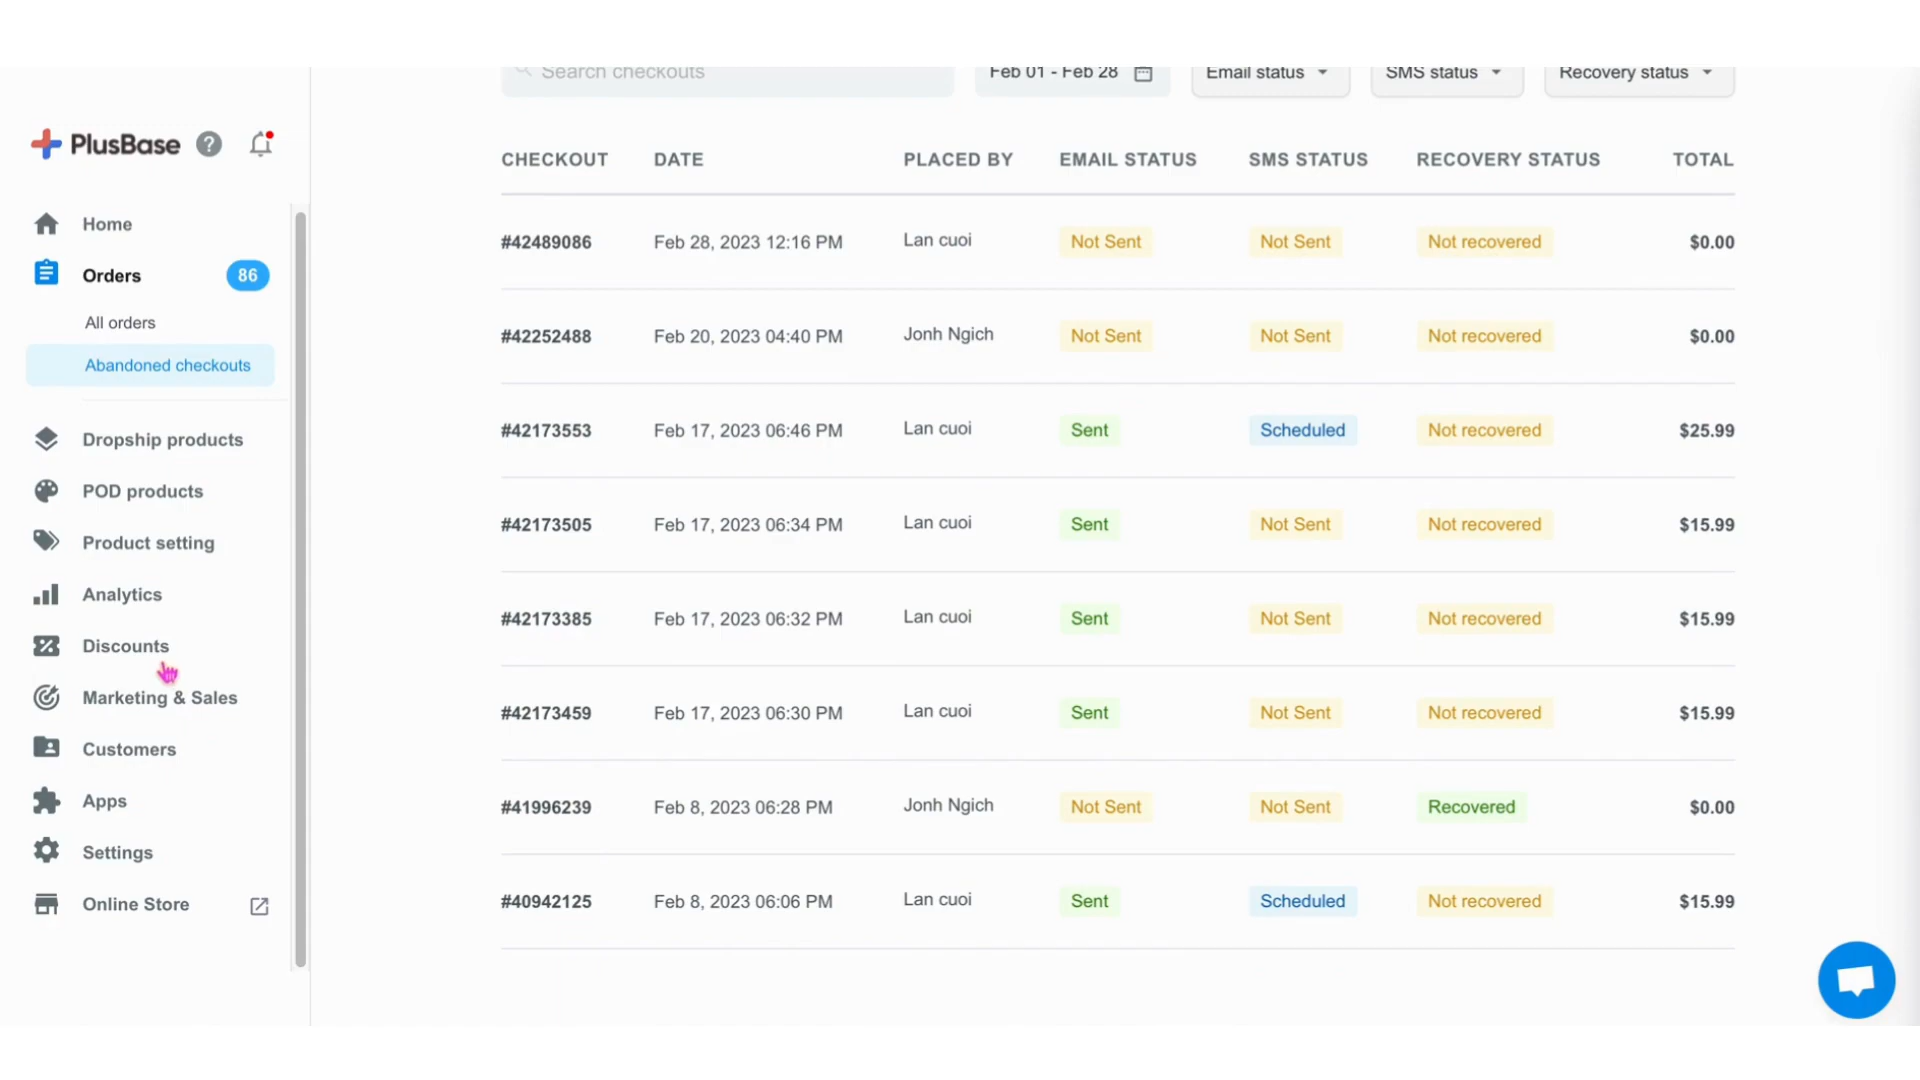 Search checkouts
Feb 01 - Feb 28
Email status
SMS status
Recovery status
PlusBase
?
Home
Orders
86
All orders
Abandoned checkouts
Dropship products
POD products
Product setting
Analytics
Discounts
Marketing & Sales
Customers
Apps
Settings
Online Store
CHECKOUT DATE PLACED BY EMAIL STATUS SMS STATUS RECOVERY STATUS TOTAL
#42489086 Feb 28, 2023 12:16 PM Lan cuoi Not Sent Not Sent Not recovered $0.00
#42252488 Feb 20, 2023 04:40 PM Jonh Ngich Not Sent Not Sent Not recovered $0.00
#42173553 Feb 17, 2023 06:46 PM Lan cuoi Sent Scheduled Not recovered $25.99
#42173505 Feb 17, 2023 06:34 PM Lan cuoi Sent Not Sent Not recovered $15.99
#42173385 Feb 17, 2023 06:32 PM Lan cuoi Sent Not Sent Not recovered $15.99
#42173459 Feb 17, 2023 06:30 PM Lan cuoi Sent Not Sent Not recovered $15.99
#41996239 Feb 8, 2023 06:28 PM Jonh Ngich Not Sent Not Sent Recovered $0.00
#40942125 Feb 8, 2023 06:06 PM Lan cuoi Sent Scheduled Not recovered $15.99